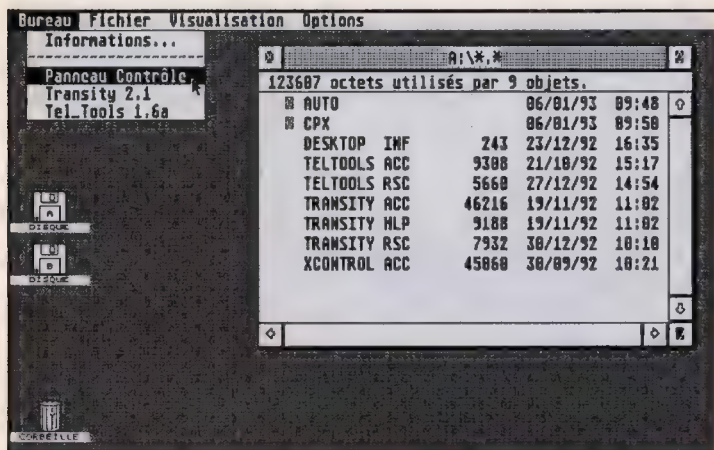 Bureau Fichier Visualisation Options
Informations...
Panneau Contrôle
Transity 2.1
Tel_Tools 1.6a
A:\*.*
123607 octets utilisés par 9 objets.
AUTO 06/01/93 09:48
CPX 06/01/93 09:50
DESKTOP INF 243 23/12/92 16:35
TELTOOLS ACC 9308 21/10/92 15:17
TELTOOLS RSC 5660 27/12/92 14:54
TRANSITY ACC 46216 19/11/92 11:02
TRANSITY HLP 9188 19/11/92 11:02
TRANSITY RSC 7932 30/12/92 10:10
XCONTROL ACC 45060 30/09/92 10:21
A
DISQUE
B
DISQUE
CORBEILLE